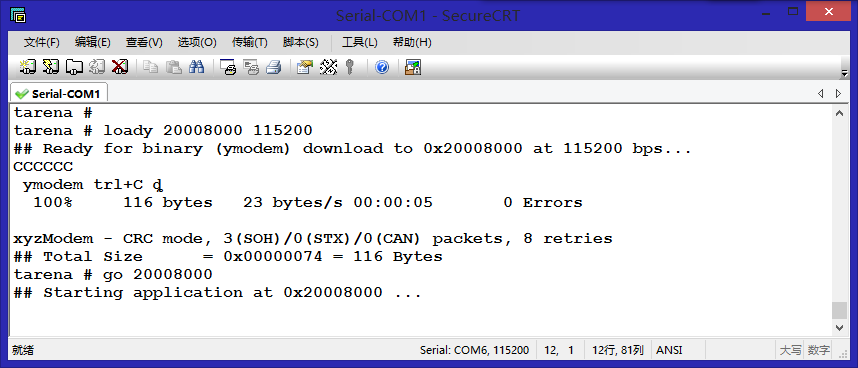 Serial-COM1 - SecureCRT
文件(F) 编辑(E) 查看(V) 选项(O) 传输(T) 脚本(S) 工具(L) 帮助(H)
Serial-COM1
tarena #
tarena # loady 20008000 115200
## Ready for binary (ymodem) download to 0x20008000 at 115200 bps...
CCCCCC
ymodem trl+C d
100% 116 bytes 23 bytes/s 00:00:05 0 Errors
xyzModem - CRC mode, 3(SOH)/0(STX)/0(CAN) packets, 8 retries
## Total Size = 0x00000074 = 116 Bytes
tarena # go 20008000
## Starting application at 0x20008000 ...
就绪 Serial: COM6, 115200 12, 1 12行, 81列 ANSI 大写 数字